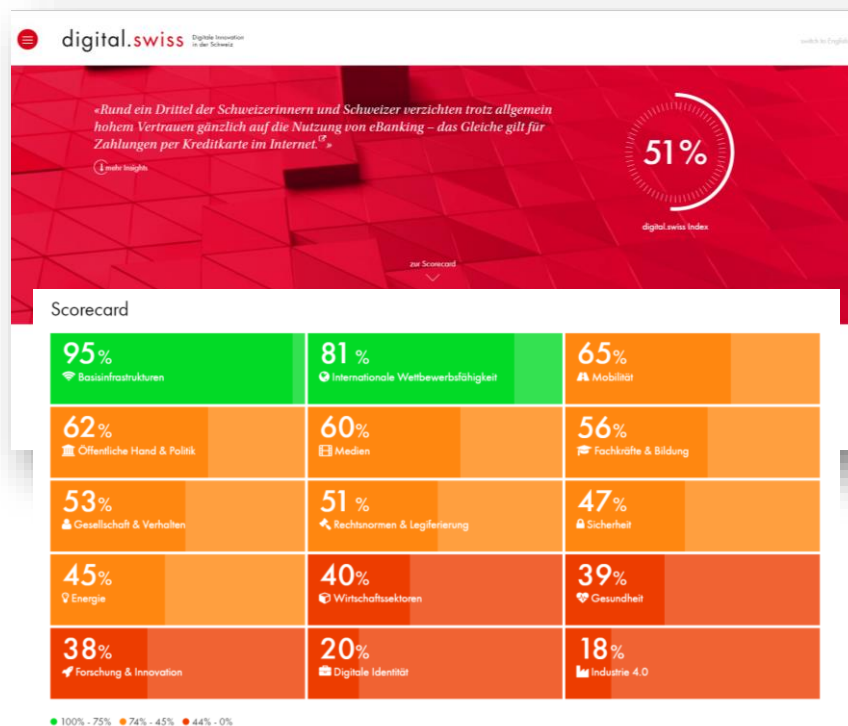 digital.swiss
Digitale Innovation
in der Schweiz
switch to English
«Rund ein Drittel der Schweizerinnern und Schweizer verzichten trotz allgemein
hohem Vertrauen gänzlich auf die Nutzung von eBanking – das Gleiche gilt für
Zahlungen per Kreditkarte im Internet.»
mehr Insights
51%
digital.swiss Index
zur Scorecard
Scorecard
95%
Basisinfrastrukturen
81 %
Internationale Wettbewerbsfähigkeit
65%
Mobilität
62%
Öffentliche Hand & Politik
60%
Medien
56%
Fachkräfte & Bildung
53%
Gesellschaft & Verhalten
51 %
Rechtsnormen & Legiferierung
47%
Sicherheit
45%
Energie
40%
Wirtschaftssektoren
39%
Gesundheit
38%
Forschung & Innovation
20%
Digitale Identität
18%
Industrie 4.0
100% - 75% 74% - 45% 44% - 0%